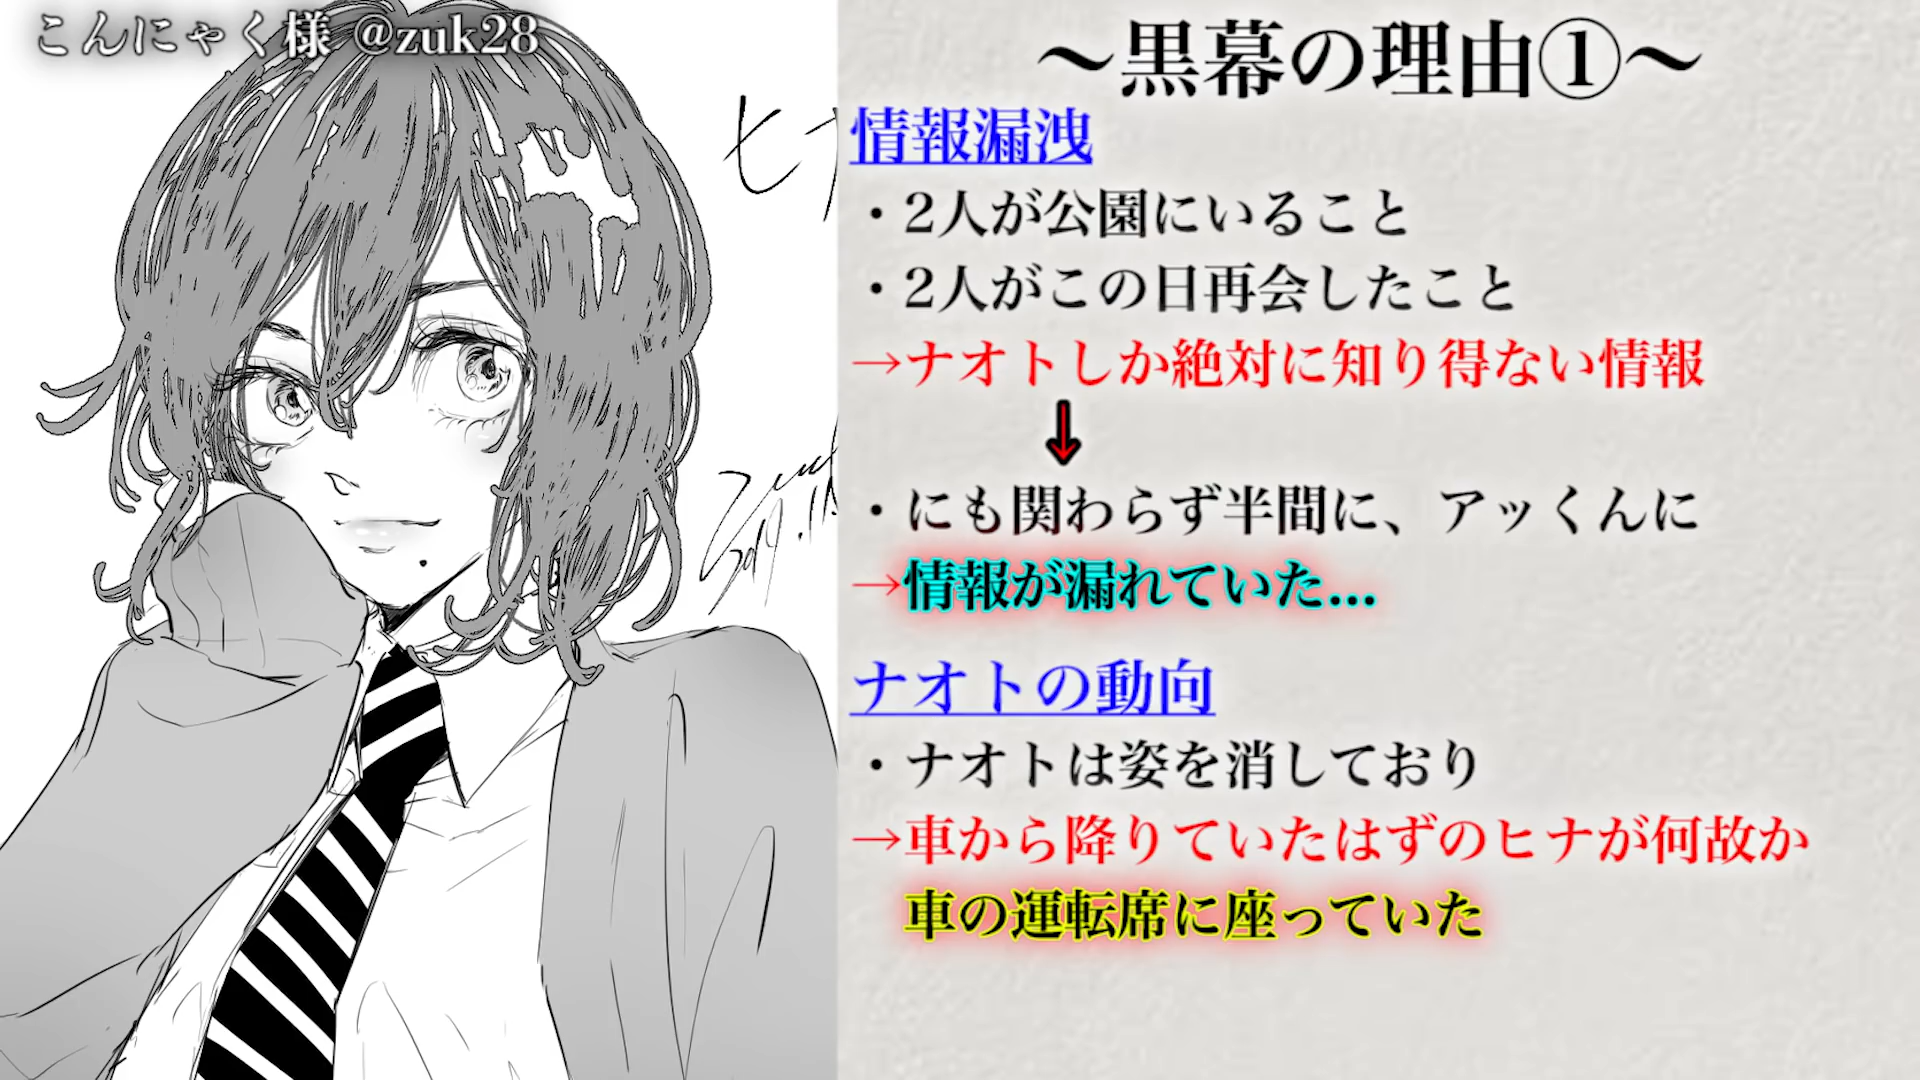 こんにゃく様 @zuk28
～黒幕の理由①～
情報漏洩
・2人が公園にいること
・2人がこの日再会したこと
→ナオトしか絶対に知り得ない情報
↓
・にも関わらず半間に、アッくんに
→情報が漏れていた...
ナオトの動向
・ナオトは姿を消しており
→車から降りていたはずのヒナが何故か
車の運転席に座っていた
ヒナ